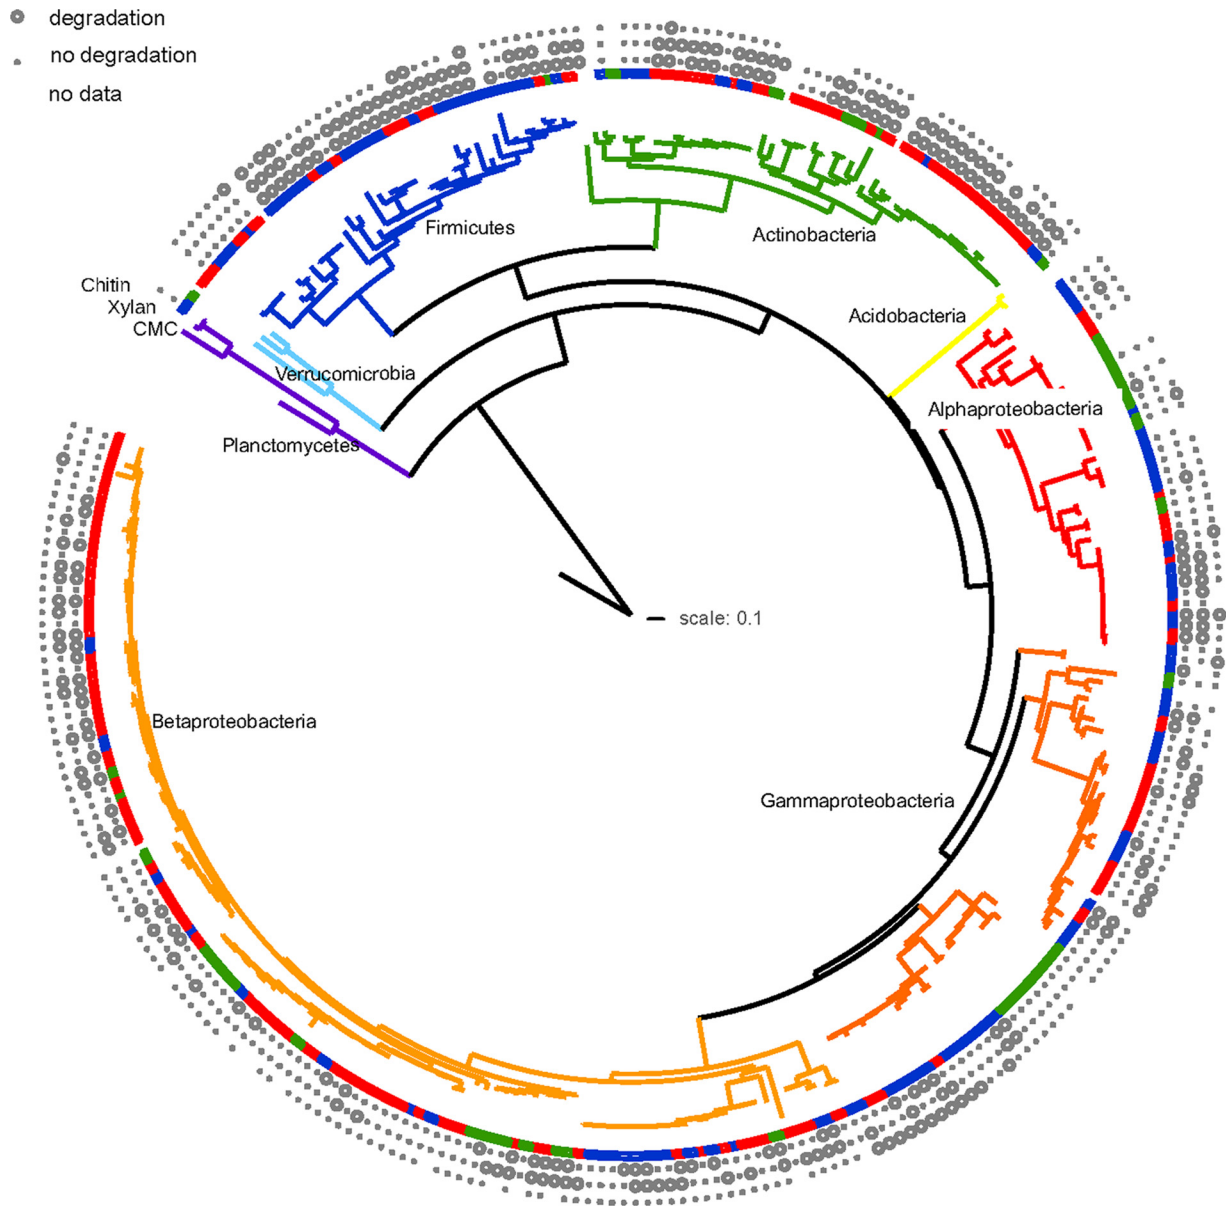 degradation
no degradation
no data
Firmicutes
Actinobacteria
Chitin
Xylan
CMC
Acidobacteria
Verrucomicrobia
Alphaproteobacteria
Planctomycetes
scale: 0.1
Betaproteobacteria
Gammaproteobacteria